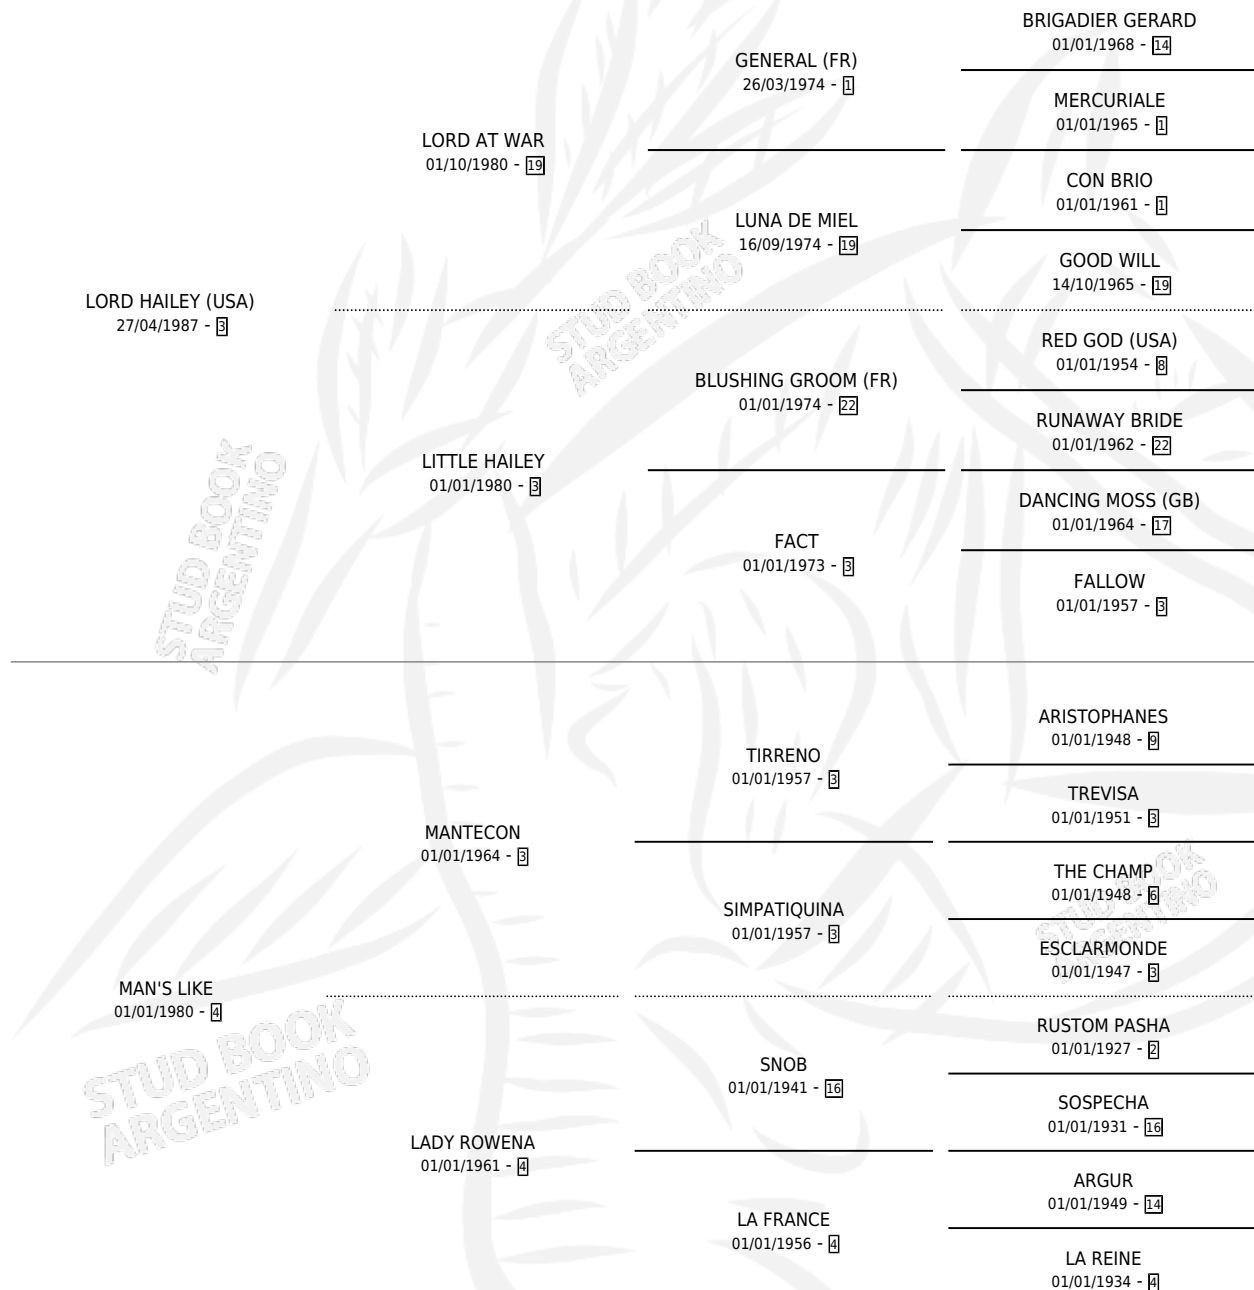 BRIGADIER GERARD
01/01/1968 - 14
GENERAL (FR)
26/03/1974 - 1
MERCURIALE
01/01/1965 - 1
LORD AT WAR
01/10/1980 - 19
CON BRIO
01/01/1961 - 1
LUNA DE MIEL
16/09/1974 - 19
GOOD WILL
14/10/1965 - 19
LORD HAILEY (USA)
27/04/1987 - 3
STUD BOOK
ARGENTINO
RED GOD (USA)
01/01/1954 - 8
BLUSHING GROOM (FR)
01/01/1974 - 22
RUNAWAY BRIDE
01/01/1962 - 22
LITTLE HAILEY
01/01/1980 - 3
DANCING MOSS (GB)
01/01/1964 - 17
FACT
01/01/1973 - 3
FALLOW
01/01/1957 - 3
STUD BOOK
ARGENTINO
ARISTOPHANES
01/01/1948 - 9
TIRRENO
01/01/1957 - 3
TREVISA
01/01/1951 - 3
MANTECON
01/01/1964 - 3
THE CHAMP
01/01/1948 - 6
SIMPATIQUINA
01/01/1957 - 3
ESCLARMONDE
01/01/1947 - 3
STUD BOOK
ARGENTINO
MAN'S LIKE
01/01/1980 - 4
RUSTOM PASHA
01/01/1927 - 2
SNOB
01/01/1941 - 16
SOSPECHA
01/01/1931 - 16
STUD BOOK
ARGENTINO
LADY ROWENA
01/01/1961 - 4
ARGUR
01/01/1949 - 14
LA FRANCE
01/01/1956 - 4
LA REINE
01/01/1934 - 4